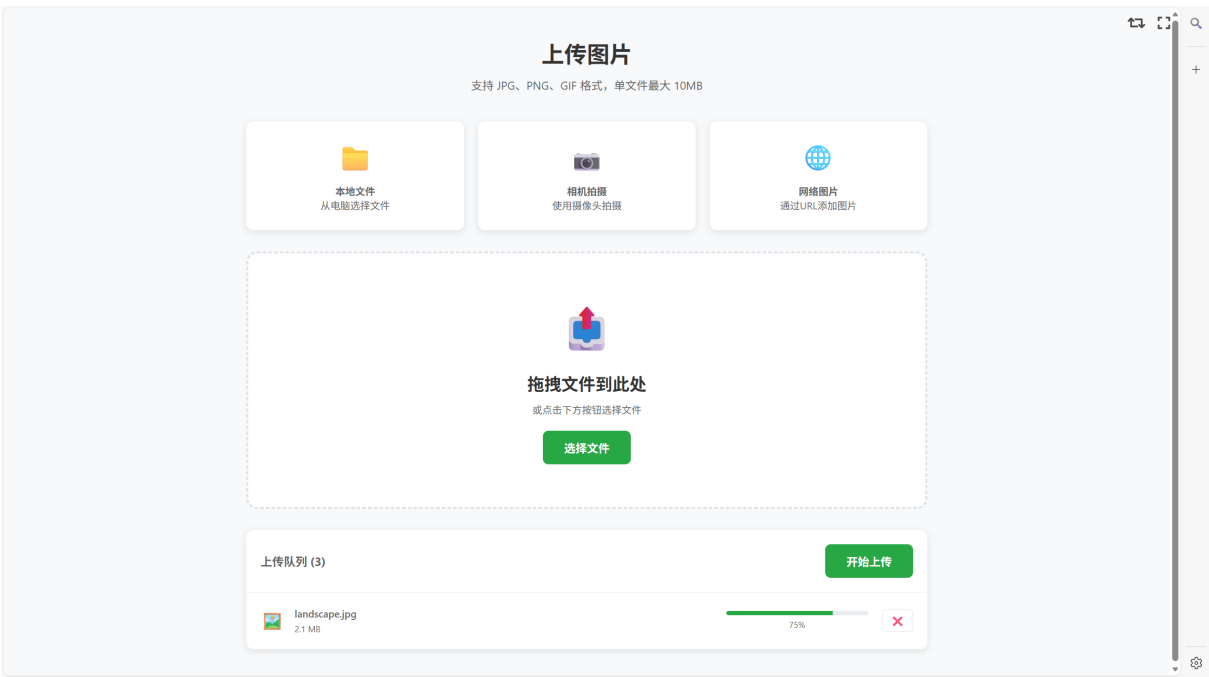 上传图片
支持 JPG、PNG、GIF 格式，单文件最大 10MB
本地文件
从电脑选择文件
相机拍摄
使用摄像头拍摄
网络图片
通过URL添加图片
拖拽文件到此处
或点击下方按钮选择文件
选择文件
上传队列 (3)
开始上传
landscape.jpg
2.1 MB
75%